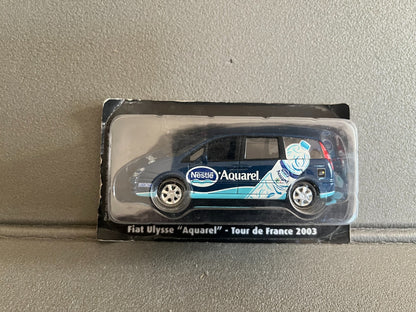 Nestlé Aquarel
Fiat Ulysse "Aquarel" - Tour de France 2003